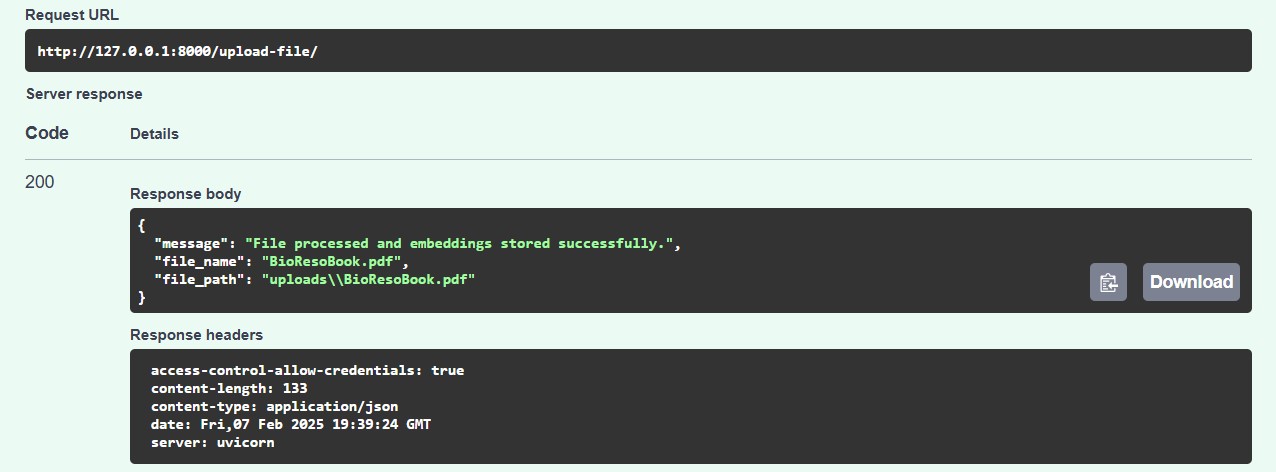 Request URL
http://127.0.0.1:8000/upload-file/
Server response
Code Details
200
Response body
{
  "message": "File processed and embeddings stored successfully.",
  "file_name": "BioResoBook.pdf",
  "file_path": "uploads\\BioResoBook.pdf"
}
Download
Response headers
access-control-allow-credentials: true
content-length: 133
content-type: application/json
date: Fri,07 Feb 2025 19:39:24 GMT
server: uvicorn